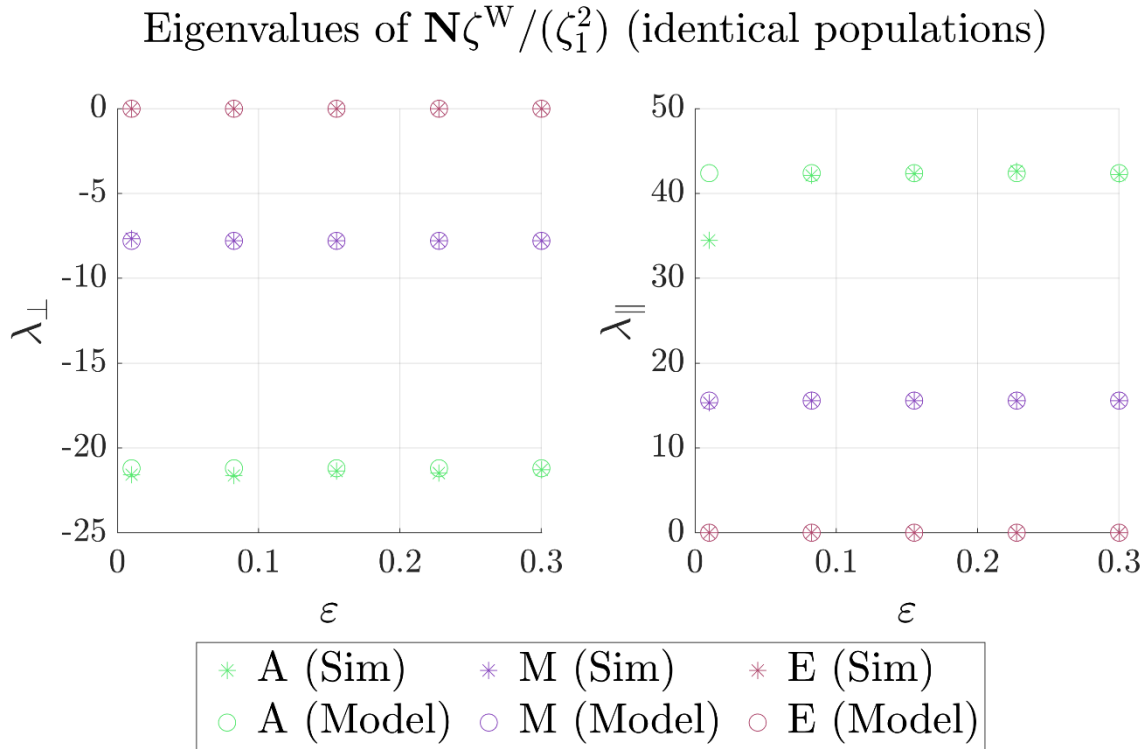 Eigenvalues of Nζ^W/(ζ_1^2) (identical populations)
0
-5
-10
-15
-20
-25
λ⊥
0
0.1
0.2
0.3
ε
50
40
30
20
10
0
λ∥
0
0.1
0.2
0.3
ε
A (Sim) M (Sim) E (Sim)
A (Model) M (Model) E (Model)